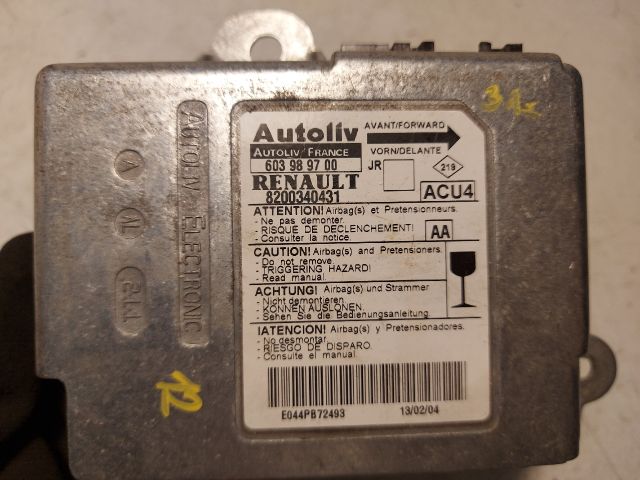 AUTOLIV ELECTRONIC
A
12
Autoliv
AUTOLIV FRANCE
603 98 97 00
RENAULT
8200340431
AVANT/FORWARD
VORN/DELANTE
JR
219
ACU4
AA
ATTENTION! Airbag(s) et Pretensionneurs.
- Ne pas demonter.
- RISQUE DE DECLENCHEMENT!
- Consulter la notice.
CAUTION! Airbag(s) and Pretensioners.
- Do not remove.
- TRIGGERING HAZARD!
- Read manual.
ACHTUNG! Airbag(s) und Strammer
- Nicht demontieren.
- KONNEN AUSLONEN.
- Sehen Sie die Bedienungsanleitung.
!ATENCION! Airbag(s) y Pretensionadores.
- No desmontar.
- RIESGO DE DISPARO.
- Consulte el manual.
E044PB72493
13/02/04